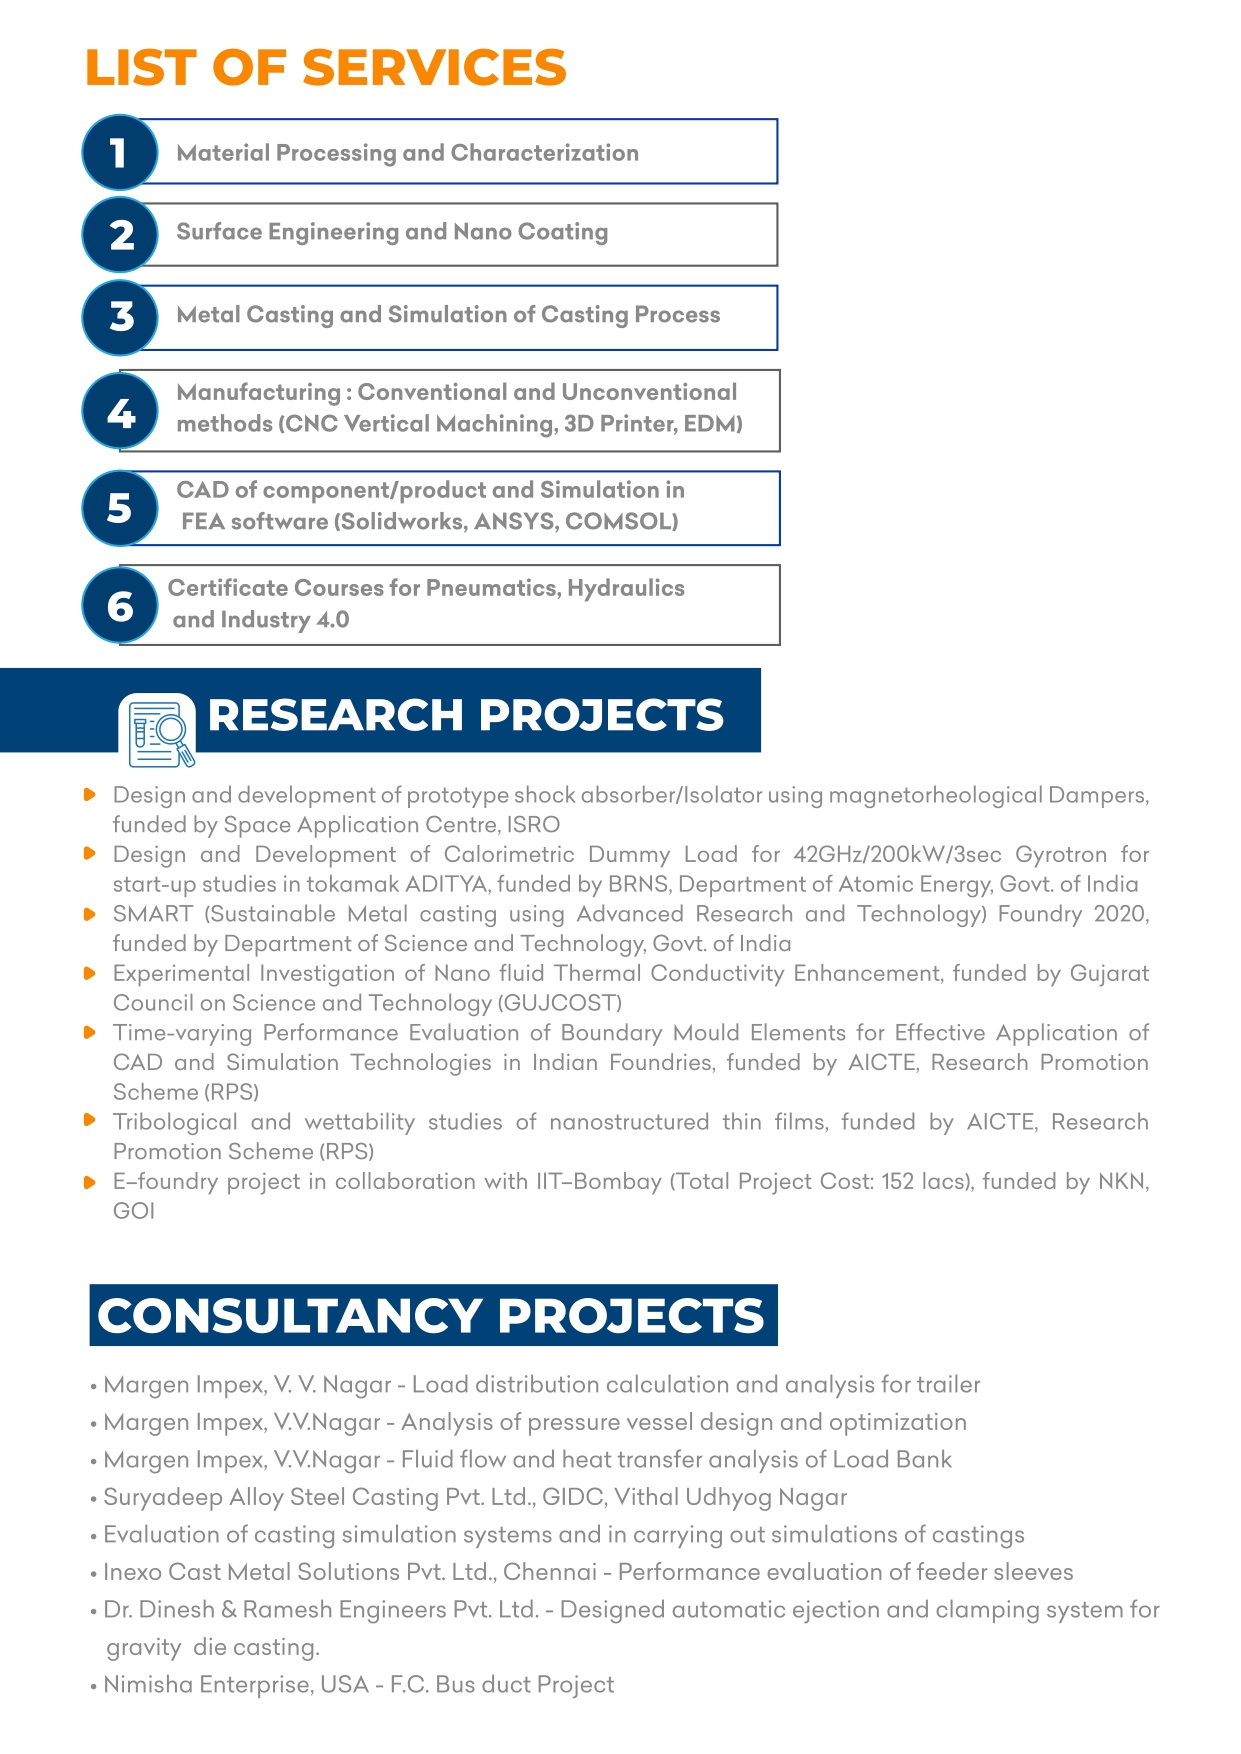 LIST OF SERVICES
1 Material Processing and Characterization
2 Surface Engineering and Nano Coating
3 Metal Casting and Simulation of Casting Process
4 Manufacturing : Conventional and Unconventional
methods (CNC Vertical Machining, 3D Printer, EDM)
5 CAD of component/product and Simulation in
FEA software (Solidworks, ANSYS, COMSOL)
6 Certificate Courses for Pneumatics, Hydraulics
and Industry 4.0
RESEARCH PROJECTS
Design and development of prototype shock absorber/Isolator using magnetorheological Dampers,
funded by Space Application Centre, ISRO
Design and Development of Calorimetric Dummy Load for 42GHz/200kW/3sec Gyrotron for
start-up studies in tokamak ADITYA, funded by BRNS, Department of Atomic Energy, Govt. of India
SMART (Sustainable Metal casting using Advanced Research and Technology) Foundry 2020,
funded by Department of Science and Technology, Govt. of India
Experimental Investigation of Nano fluid Thermal Conductivity Enhancement, funded by Gujarat
Council on Science and Technology (GUJCOST)
Time-varying Performance Evaluation of Boundary Mould Elements for Effective Application of
CAD and Simulation Technologies in Indian Foundries, funded by AICTE, Research Promotion
Scheme (RPS)
Tribological and wettability studies of nanostructured thin films, funded by AICTE, Research
Promotion Scheme (RPS)
E–foundry project in collaboration with IIT–Bombay (Total Project Cost: 152 lacs), funded by NKN,
GOI
CONSULTANCY PROJECTS
• Margen Impex, V. V. Nagar - Load distribution calculation and analysis for trailer
• Margen Impex, V.V.Nagar - Analysis of pressure vessel design and optimization
• Margen Impex, V.V.Nagar - Fluid flow and heat transfer analysis of Load Bank
• Suryadeep Alloy Steel Casting Pvt. Ltd., GIDC, Vithal Udhyog Nagar
• Evaluation of casting simulation systems and in carrying out simulations of castings
• Inexo Cast Metal Solutions Pvt. Ltd., Chennai - Performance evaluation of feeder sleeves
• Dr. Dinesh & Ramesh Engineers Pvt. Ltd. - Designed automatic ejection and clamping system for
gravity die casting.
• Nimisha Enterprise, USA - F.C. Bus duct Project